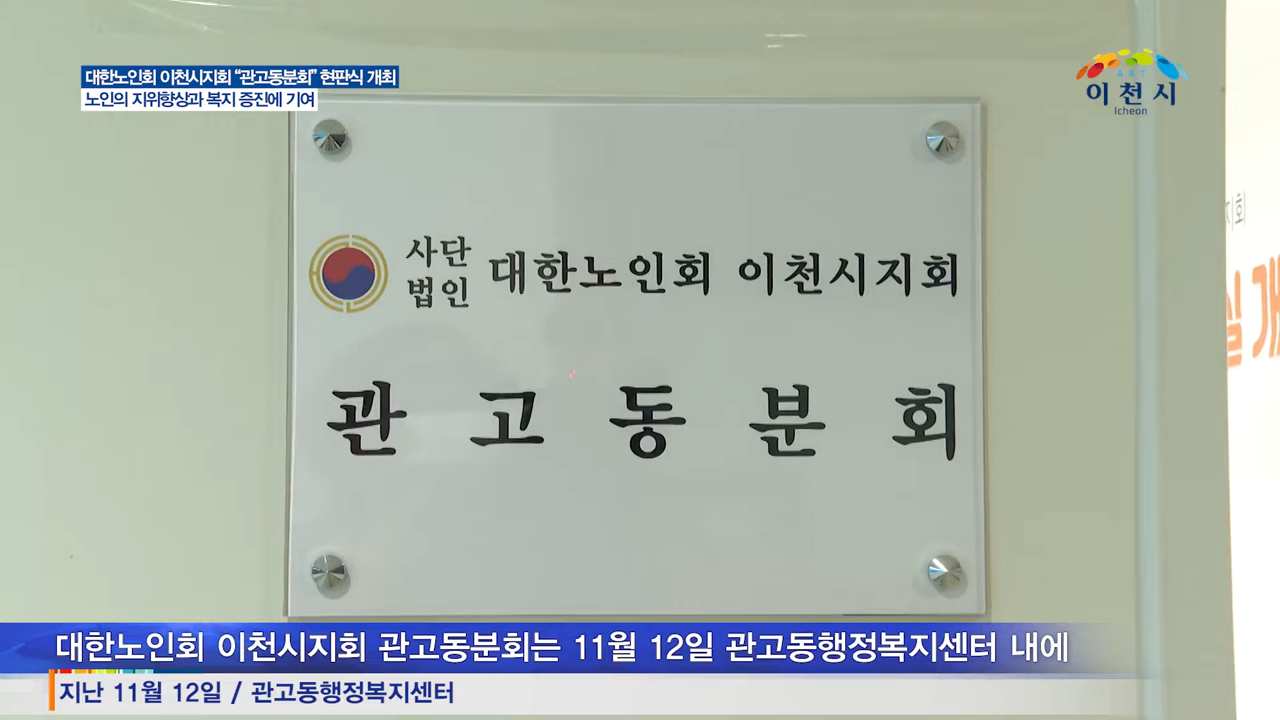 대한노인회 이천시지회 “관고동분회” 현판식 개최
노인의 지위향상과 복지 증진에 기여
ART
이천시
Icheon
지회
실 개
사단
법인
대한노인회 이천시지회
관고동분회
대한노인회 이천시지회 관고동분회는 11월 12일 관고동행정복지센터 내에
지난 11월 12일 / 관고동행정복지센터